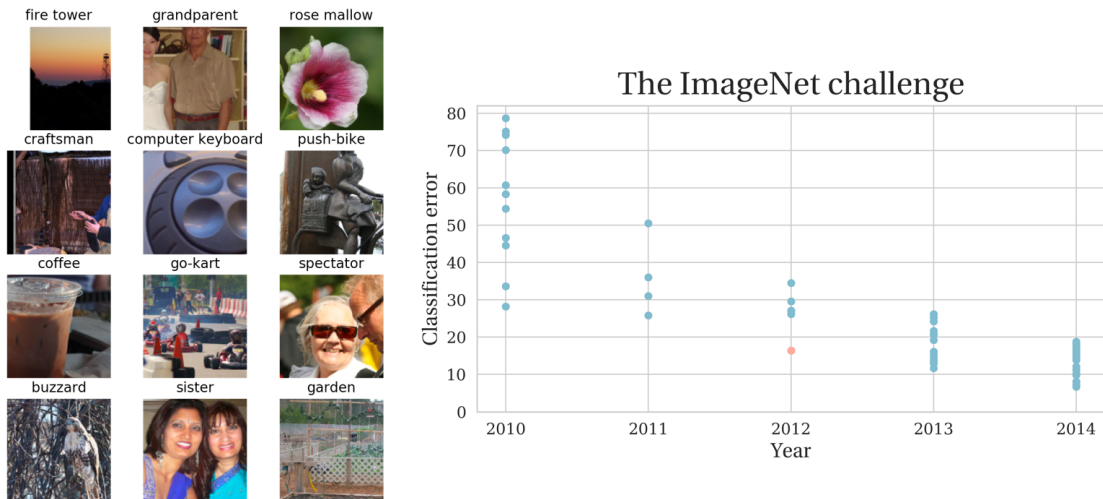 fire tower
grandparent
rose mallow
craftsman
computer keyboard
push-bike
coffee
go-kart
spectator
buzzard
sister
garden
The ImageNet challenge
Classification error
80
70
60
50
40
30
20
10
0
2010
2011
2012
2013
2014
Year